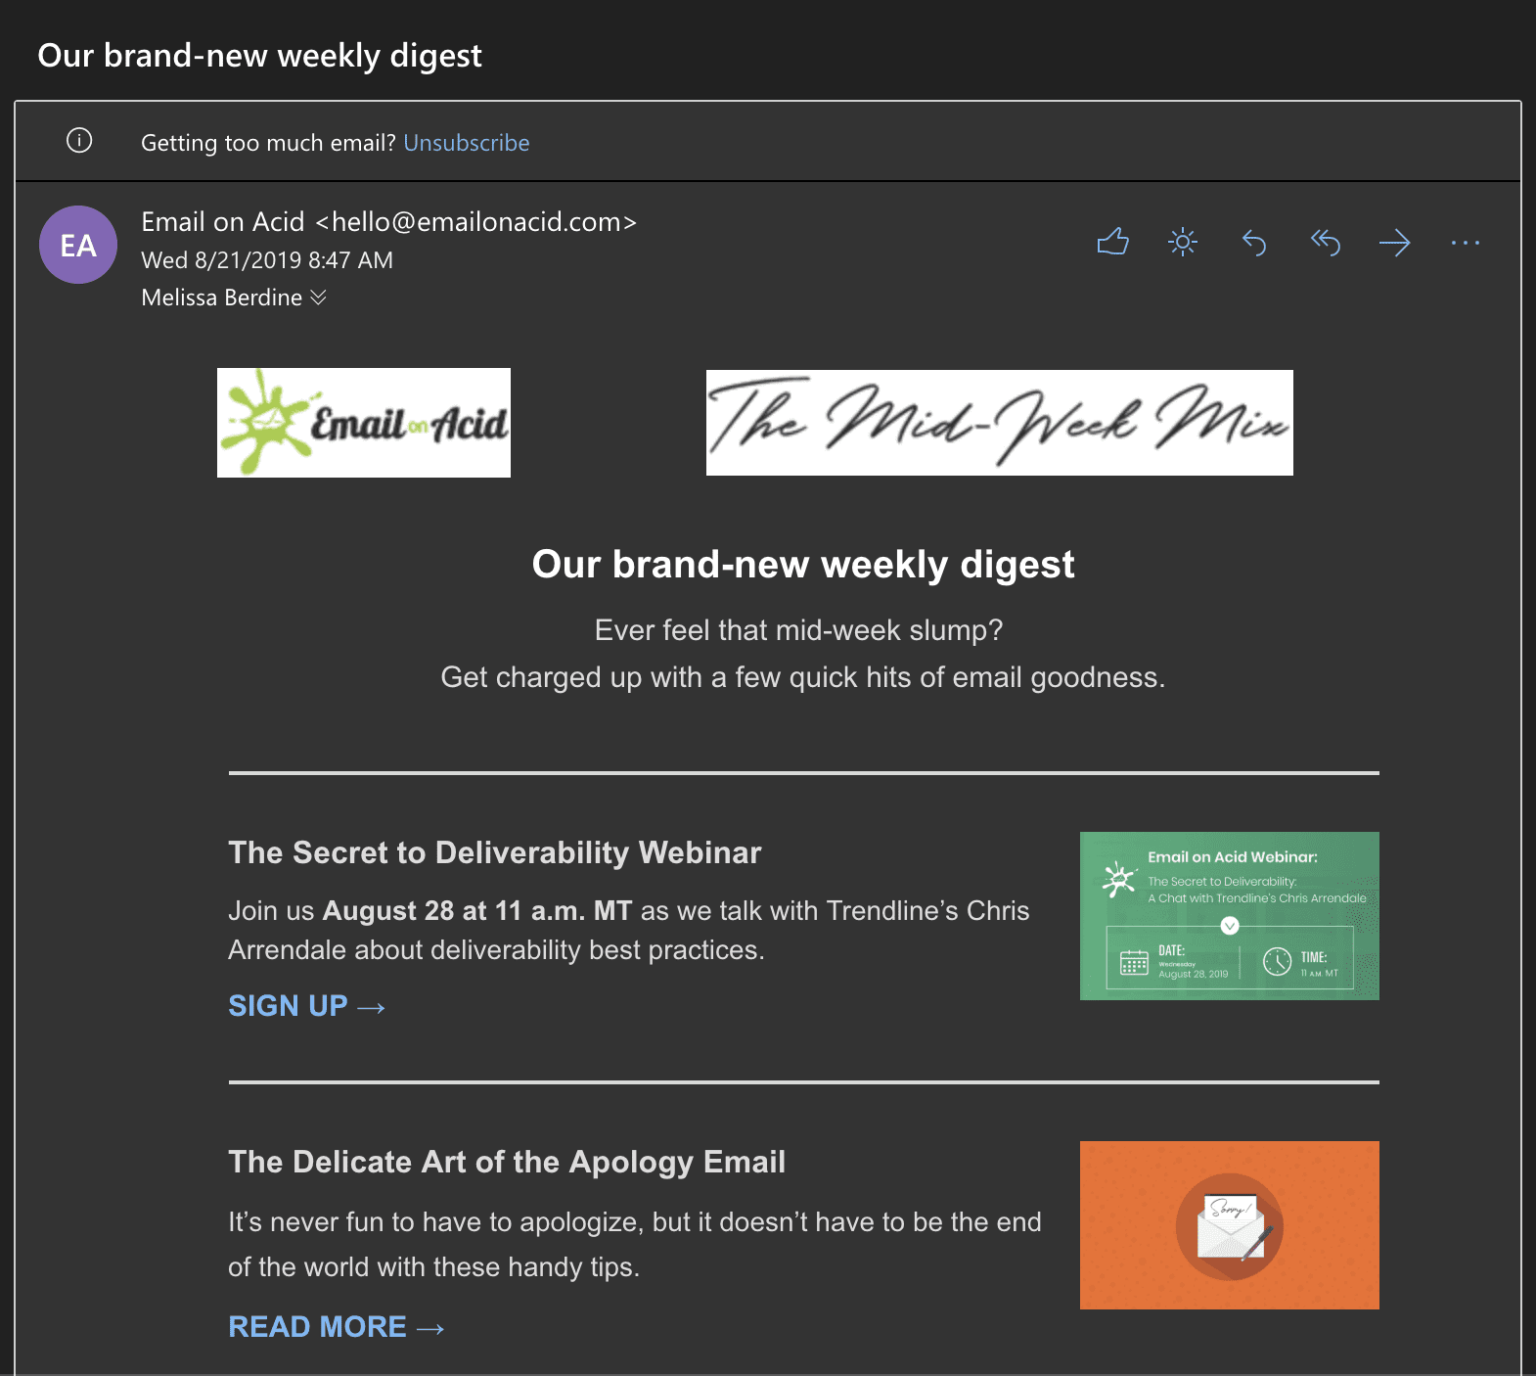 Our brand-new weekly digest
Getting too much email? Unsubscribe
EA
Email on Acid <hello@emailonacid.com>
Wed 8/21/2019 8:47 AM
Melissa Berdine
Email on Acid
The Mid-Week Mix
Our brand-new weekly digest
Ever feel that mid-week slump?
Get charged up with a few quick hits of email goodness.
The Secret to Deliverability Webinar
Join us August 28 at 11 a.m. MT as we talk with Trendline’s Chris
Arrendale about deliverability best practices.
SIGN UP →
Email on Acid Webinar:
The Secret to Deliverability:
A Chat with Trendline's Chris Arrendale
DATE:
Wednesday
August 28, 2019
TIME:
11 A.M. MT
The Delicate Art of the Apology Email
It’s never fun to have to apologize, but it doesn’t have to be the end
of the world with these handy tips.
READ MORE →
Sorry!